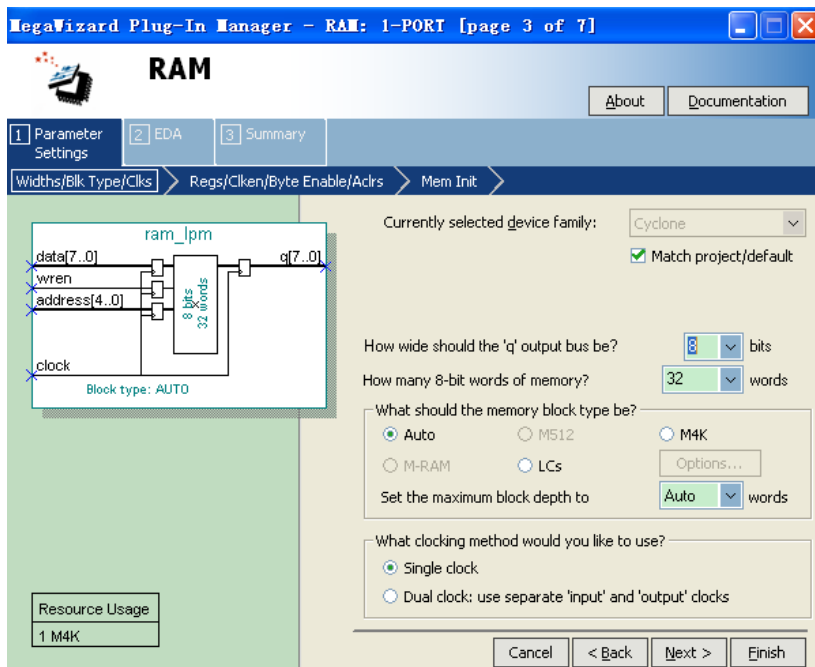 MegaWizard Plug-In Manager - RAM: 1-PORT [page 3 of 7]
RAM
About
Documentation
1 Parameter Settings
2 EDA
3 Summary
Widths/Blk Type/Clks
Regs/Clken/Byte Enable/Aclrs
Mem Init
ram_lpm
data[7..0]
q[7..0]
wren
address[4..0]
8 bits
x
32 words
clock
Block type: AUTO
Currently selected device family:
Cyclone
Match project/default
How wide should the 'q' output bus be?
8
bits
How many 8-bit words of memory?
32
words
What should the memory block type be?
Auto
M512
M4K
M-RAM
LCs
Options...
Set the maximum block depth to
Auto
words
What clocking method would you like to use?
Single clock
Dual clock: use separate 'input' and 'output' clocks
Resource Usage
1 M4K
Cancel
< Back
Next >
Finish